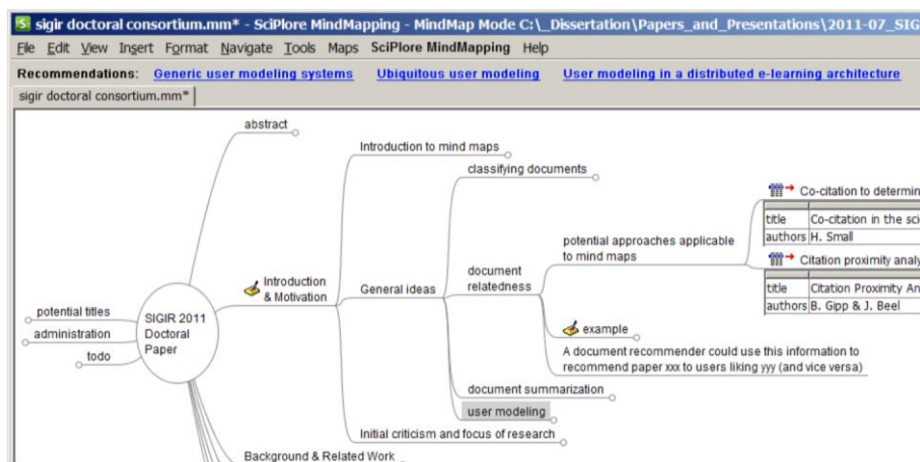 sigir doctoral consortium.mm* - SciPlore MindMapping - MindMap Mode C:\_Dissertation\Papers_and_Presentations\2011-07_SIG
File Edit View Insert Format Navigate Tools Maps SciPlore MindMapping Help
Recommendations: Generic user modeling systems Ubiquitous user modeling User modeling in a distributed e-learning architecture
sigir doctoral consortium.mm*
abstract
Introduction to mind maps
classifying documents
Co-citation to determin
title Co-citation in the sci
authors H. Small
potential approaches applicable
to mind maps
Citation proximity analy
title Citation Proximity An
authors B. Gipp & J. Beel
document
relatedness
Introduction
& Motivation
General ideas
potential titles
administration
todo
SIGIR 2011
Doctoral
Paper
example
A document recommender could use this information to
recommend paper xxx to users liking yyy (and vice versa)
document summarization
user modeling
Initial criticism and focus of research
Background & Related Work